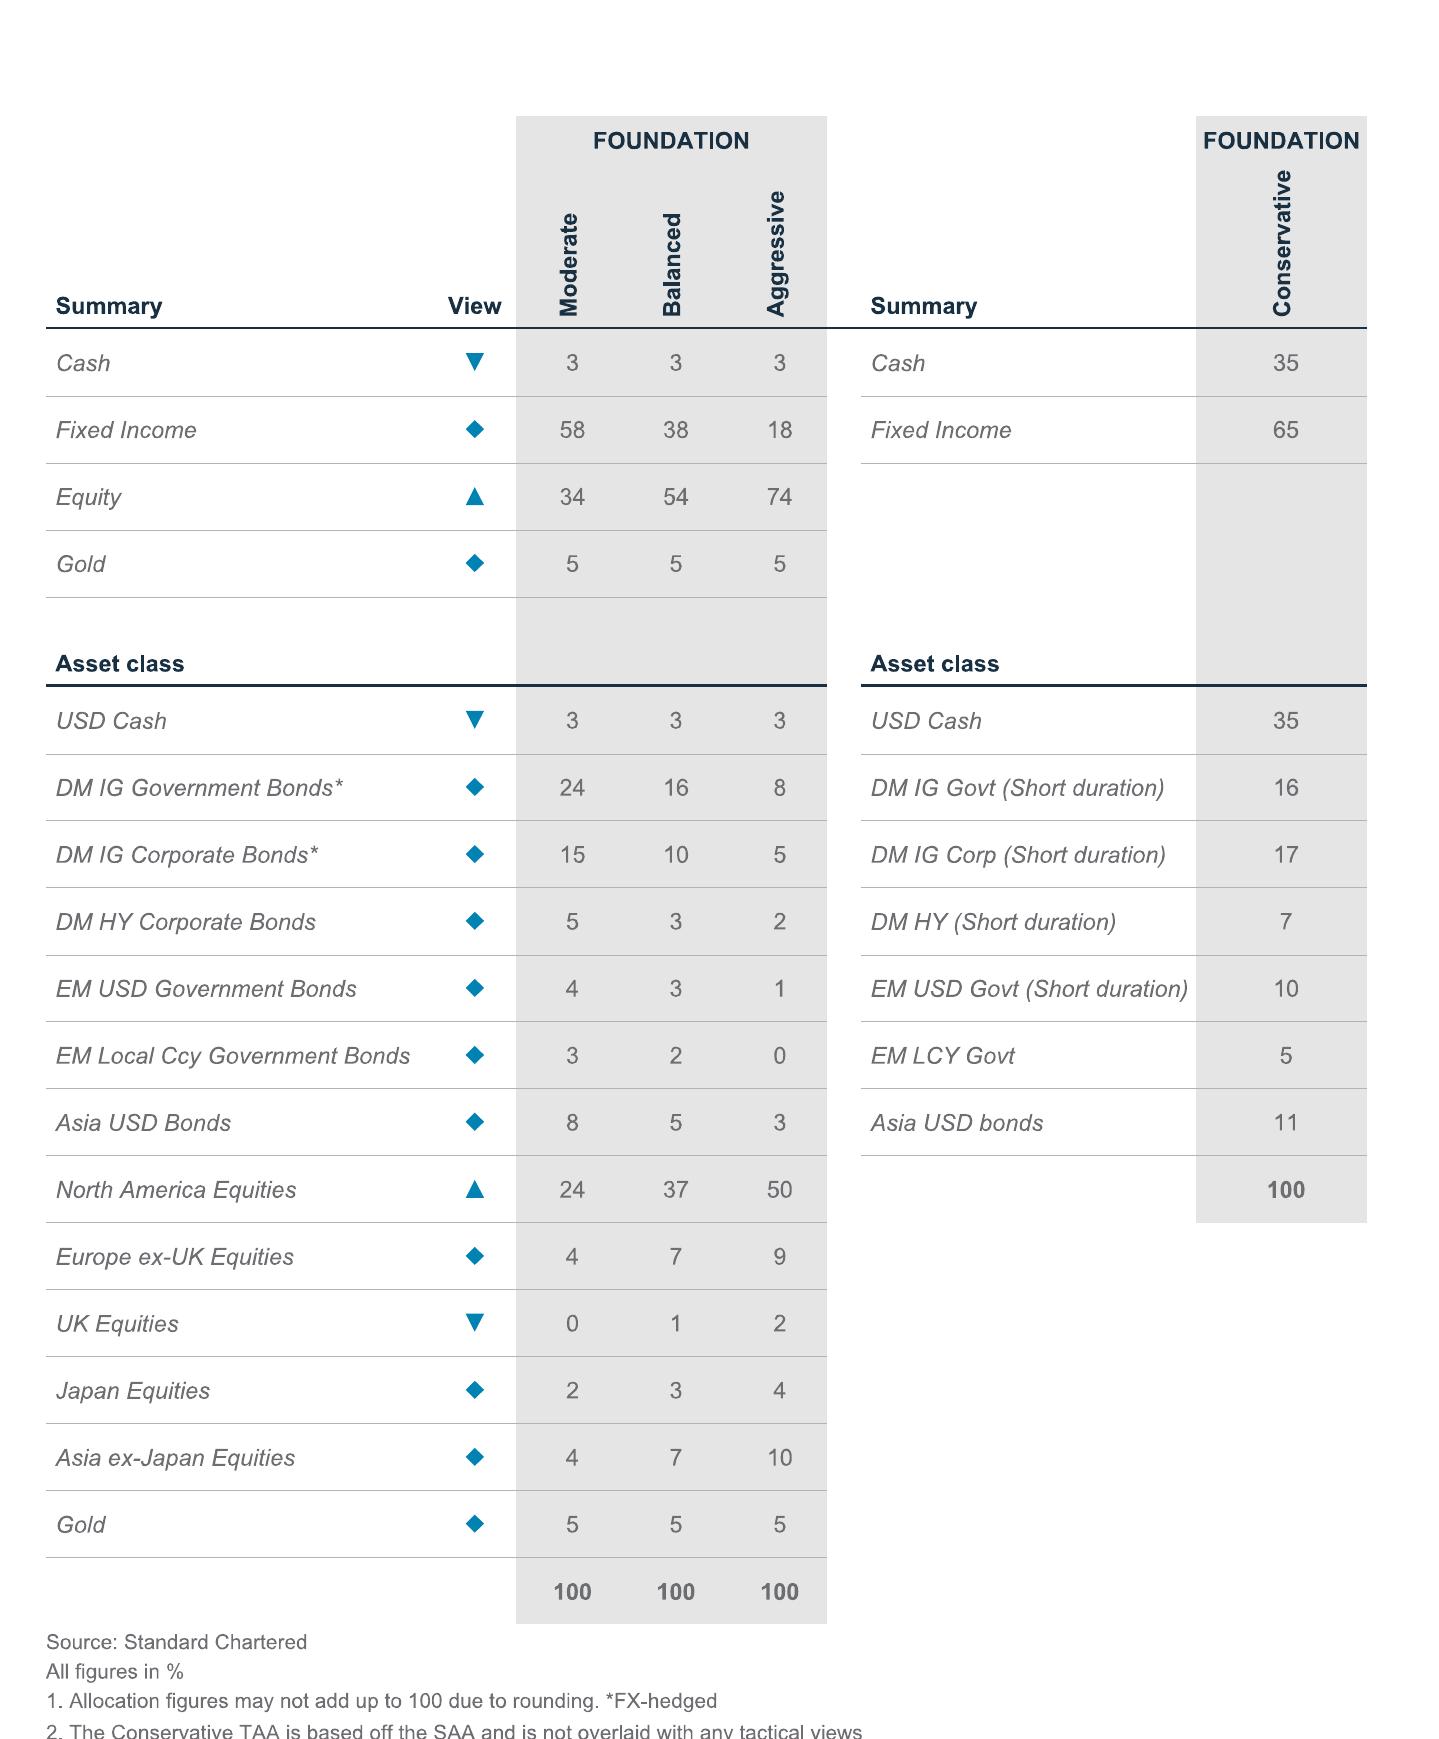 FOUNDATION
Summary View Moderate Balanced Aggressive
Cash ▼ 3 3 3
Fixed Income ◆ 58 38 18
Equity ▲ 34 54 74
Gold ◆ 5 5 5
Asset class
USD Cash ▼ 3 3 3
DM IG Government Bonds* ◆ 24 16 8
DM IG Corporate Bonds* ◆ 15 10 5
DM HY Corporate Bonds ◆ 5 3 2
EM USD Government Bonds ◆ 4 3 1
EM Local Ccy Government Bonds ◆ 3 2 0
Asia USD Bonds ◆ 8 5 3
North America Equities ▲ 24 37 50
Europe ex-UK Equities ◆ 4 7 9
UK Equities ▼ 0 1 2
Japan Equities ◆ 2 3 4
Asia ex-Japan Equities ◆ 4 7 10
Gold ◆ 5 5 5
100 100 100
FOUNDATION
Summary Conservative
Cash 35
Fixed Income 65
Asset class
USD Cash 35
DM IG Govt (Short duration) 16
DM IG Corp (Short duration) 17
DM HY (Short duration) 7
EM USD Govt (Short duration) 10
EM LCY Govt 5
Asia USD bonds 11
100
Source: Standard Chartered
All figures in %
1. Allocation figures may not add up to 100 due to rounding. *FX-hedged
2. The Conservative TAA is based off the SAA and is not overlaid with any tactical views